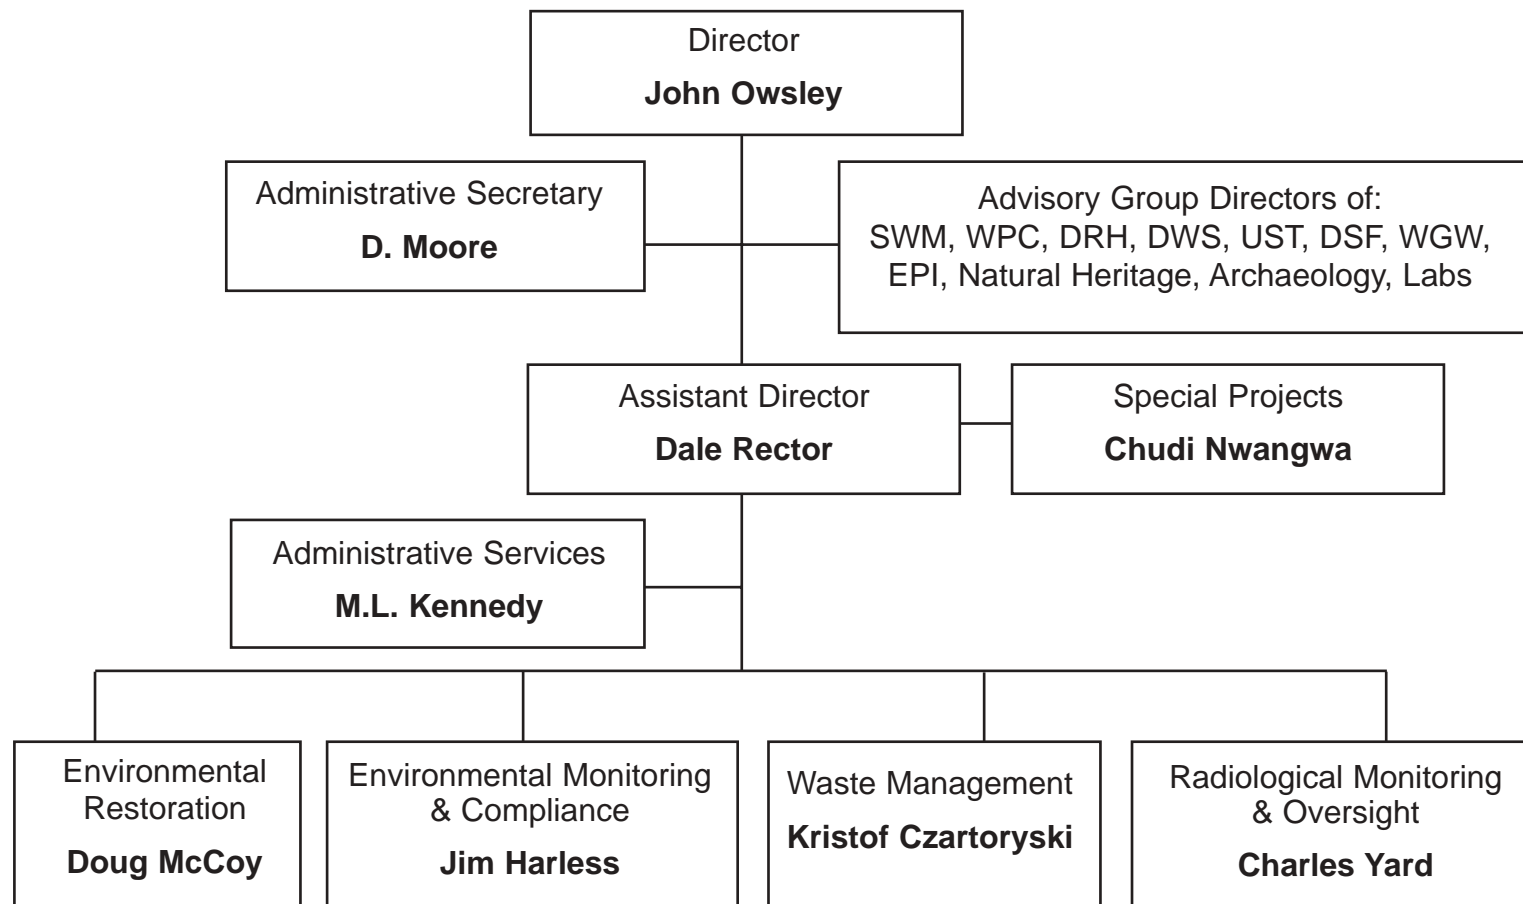 Director
John Owsley
Administrative Secretary
D. Moore
Advisory Group Directors of:
SWM, WPC, DRH, DWS, UST, DSF, WGW,
EPI, Natural Heritage, Archaeology, Labs
Assistant Director
Dale Rector
Special Projects
Chudi Nwangwa
Administrative Services
M.L. Kennedy
Environmental
Restoration
Doug McCoy
Environmental Monitoring
& Compliance
Jim Harless
Waste Management
Kristof Czartoryski
Radiological Monitoring
& Oversight
Charles Yard